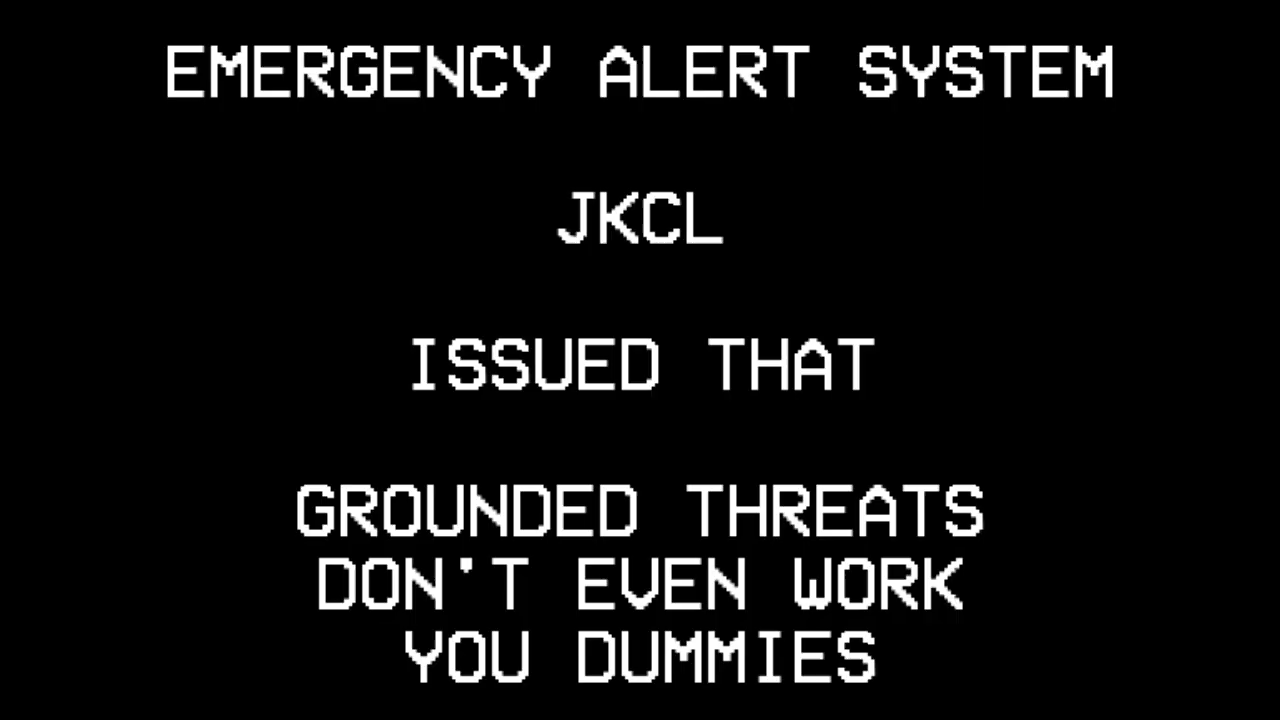 EMERGENCY ALERT SYSTEM
JKCL
ISSUED THAT
GROUNDED THREATS
DON'T EVEN WORK
YOU DUMMIES